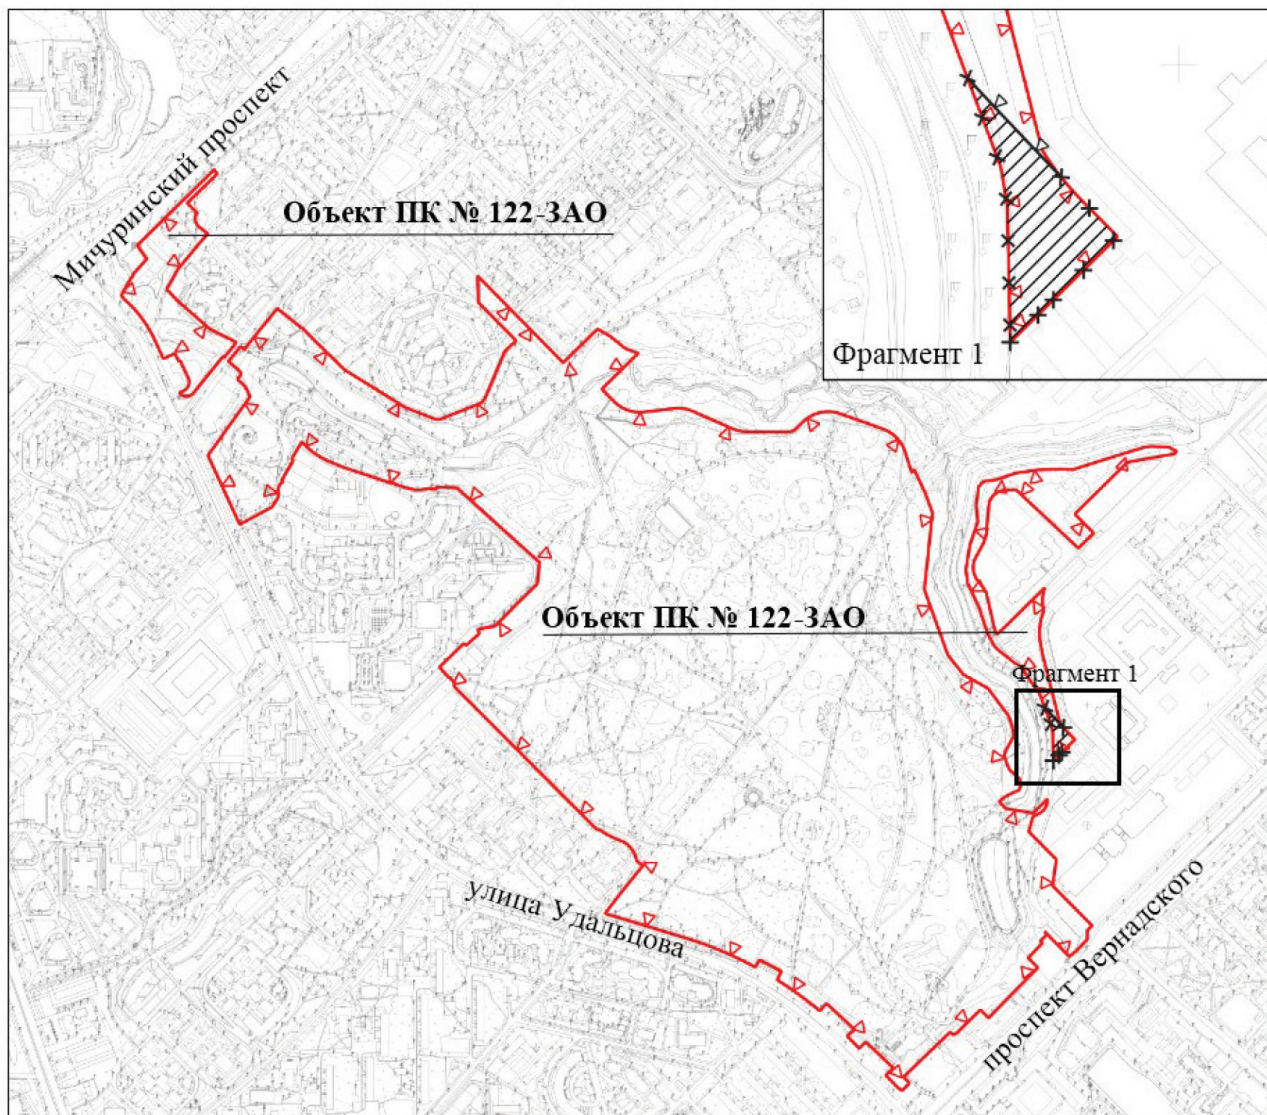 Мичуринский проспект
Объект ПК № 122-ЗАО
Фрагмент 1
Объект ПК № 122-ЗАО
Фрагмент 1
улица Удальцова
проспект Вернадского